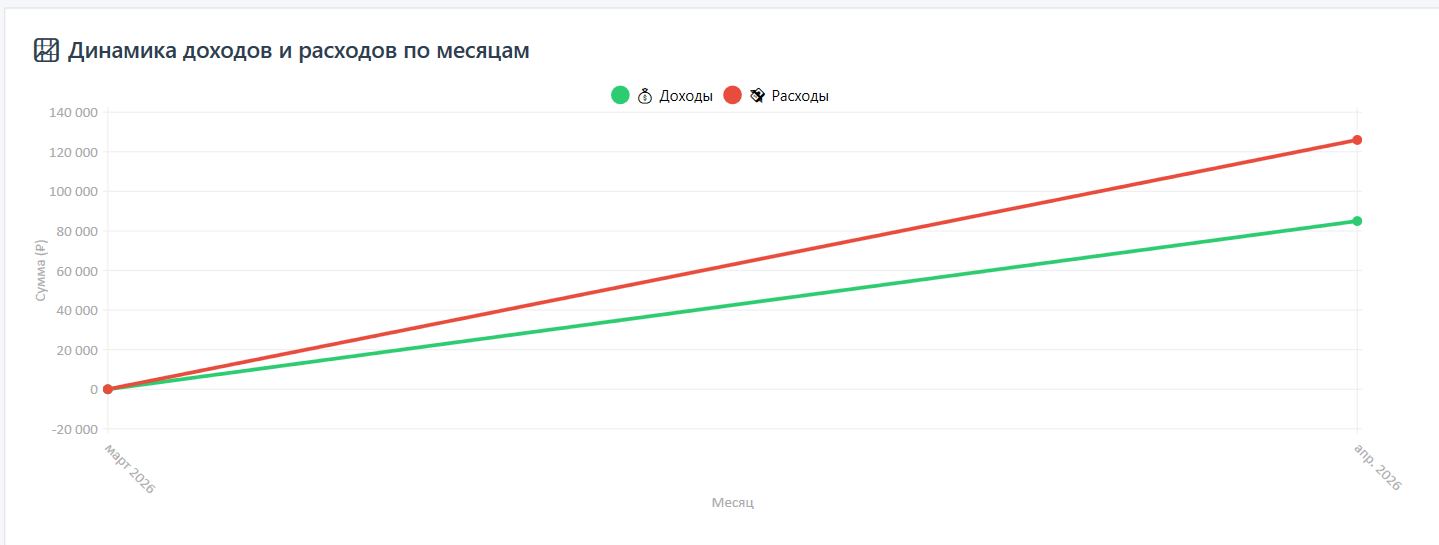 Динамика доходов и расходов по месяцам
Доходы Расходы
140 000
120 000
100 000
80 000
60 000
40 000
20 000
0
-20 000
Сумма (₽)
март 2026
апр. 2026
Месяц